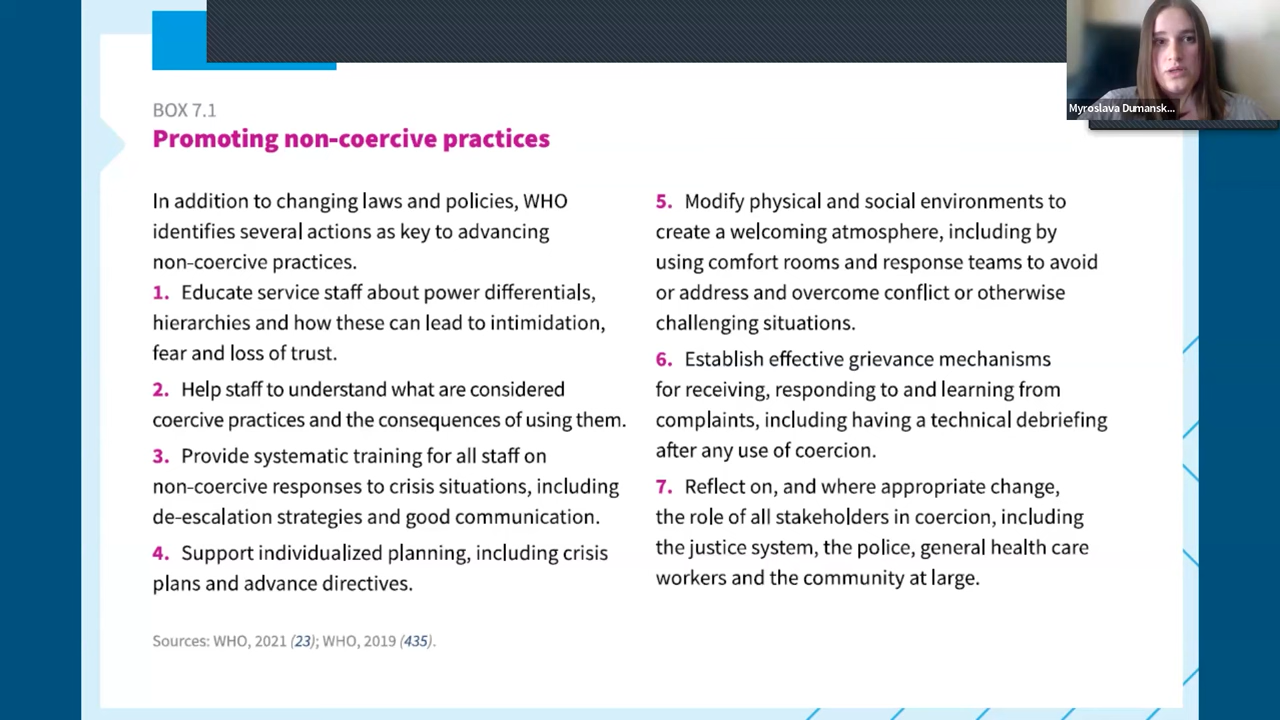 BOX 7.1
Promoting non-coercive practices
In addition to changing laws and policies, WHO
identifies several actions as key to advancing
non-coercive practices.
1. Educate service staff about power differentials,
hierarchies and how these can lead to intimidation,
fear and loss of trust.
2. Help staff to understand what are considered
coercive practices and the consequences of using them.
3. Provide systematic training for all staff on
non-coercive responses to crisis situations, including
de-escalation strategies and good communication.
4. Support individualized planning, including crisis
plans and advance directives.
5. Modify physical and social environments to
create a welcoming atmosphere, including by
using comfort rooms and response teams to avoid
or address and overcome conflict or otherwise
challenging situations.
6. Establish effective grievance mechanisms
for receiving, responding to and learning from
complaints, including having a technical debriefing
after any use of coercion.
7. Reflect on, and where appropriate change,
the role of all stakeholders in coercion, including
the justice system, the police, general health care
workers and the community at large.
Sources: WHO, 2021 (23); WHO, 2019 (435).
Myroslava Dumansk...